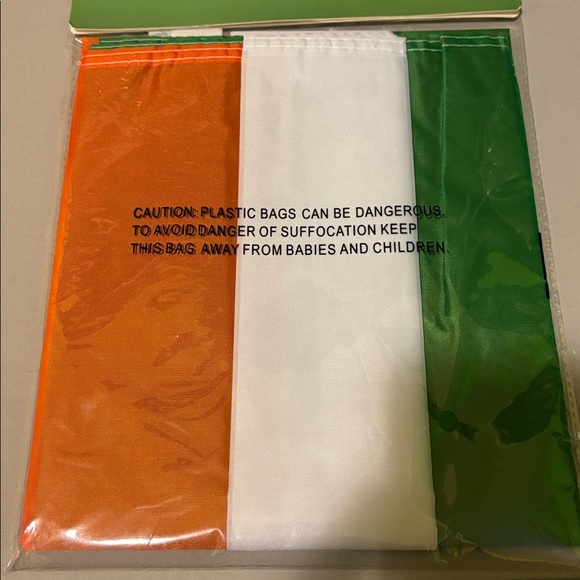 CAUTION: PLASTIC BAGS CAN BE DANGEROUS.
TO AVOID DANGER OF SUFFOCATION KEEP
THIS BAG AWAY FROM BABIES AND CHILDREN.